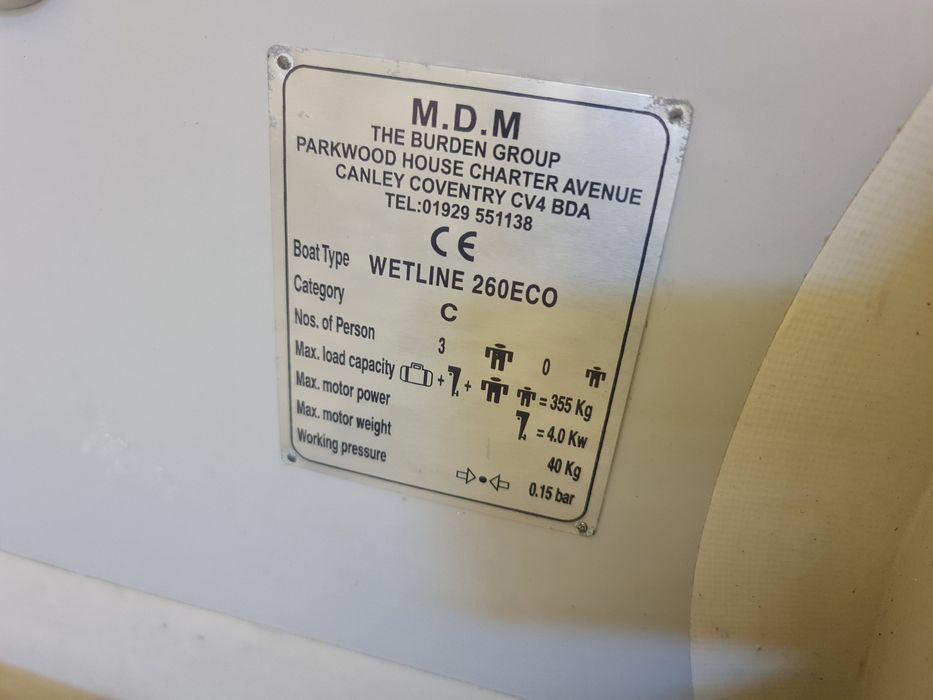 M.D.M
THE BURDEN GROUP
PARKWOOD HOUSE CHARTER AVENUE
CANLEY COVENTRY CV4 BDA
TEL:01929 551138
CE
Boat Type WETLINE 260ECO
Category C
Nos. of Person 3 0
Max. load capacity + + = 355 Kg
Max. motor power = 4.0 Kw
Max. motor weight 40 Kg
Working pressure 0.15 bar